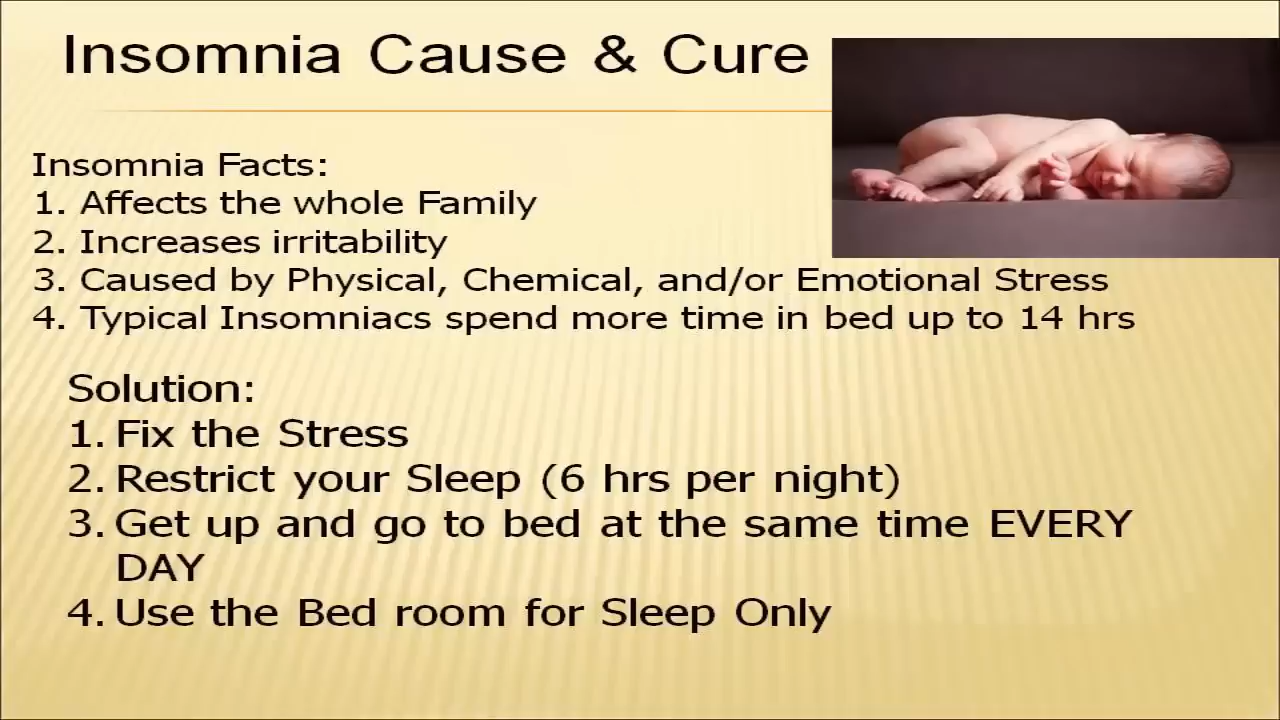 Insomnia Cause & Cure
Insomnia Facts:
1. Affects the whole Family
2. Increases irritability
3. Caused by Physical, Chemical, and/or Emotional Stress
4. Typical Insomniacs spend more time in bed up to 14 hrs
Solution:
1. Fix the Stress
2. Restrict your Sleep (6 hrs per night)
3. Get up and go to bed at the same time EVERY
DAY
4. Use the Bed room for Sleep Only